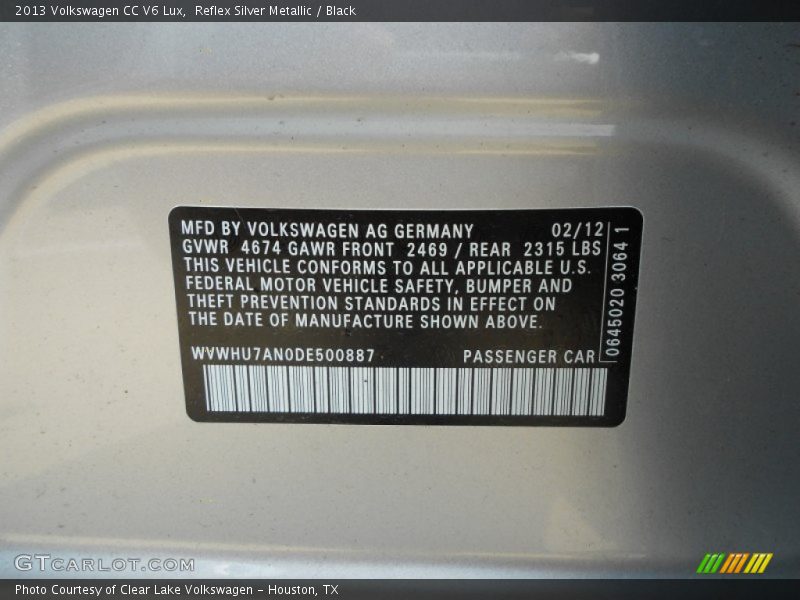 2013 Volkswagen CC V6 Lux,  Reflex Silver Metallic / Black
MFD BY VOLKSWAGEN AG GERMANY 02/12
GVWR 4674 GAWR FRONT 2469 / REAR 2315 LBS
THIS VEHICLE CONFORMS TO ALL APPLICABLE U.S.
FEDERAL MOTOR VEHICLE SAFETY, BUMPER AND
THEFT PREVENTION STANDARDS IN EFFECT ON
THE DATE OF MANUFACTURE SHOWN ABOVE.
WVWHU7AN0DE500887 PASSENGER CAR
0645020 30641
GTCARLOT.COM
Photo Courtesy of Clear Lake Volkswagen - Houston, TX